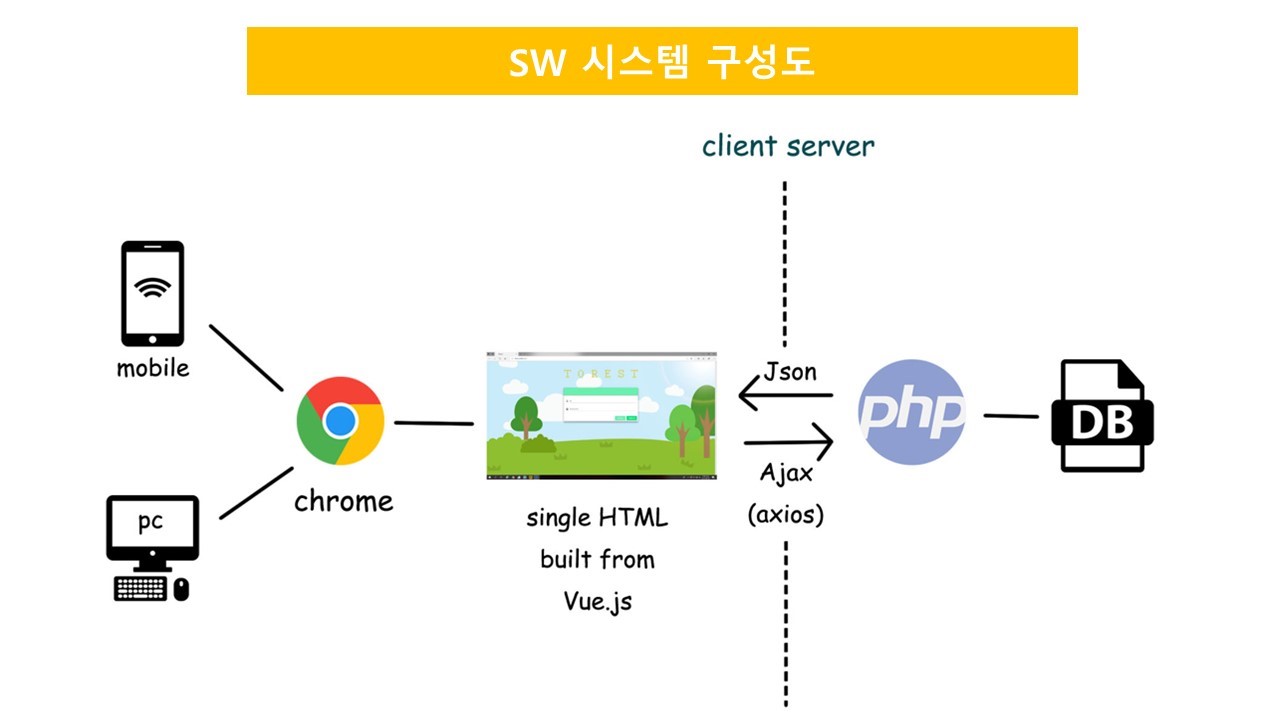 SW 시스템 구성도
client server
mobile
Json
TOREST
php
DB
chrome
pc
Ajax
(axios)
single HTML
built from
Vue.js